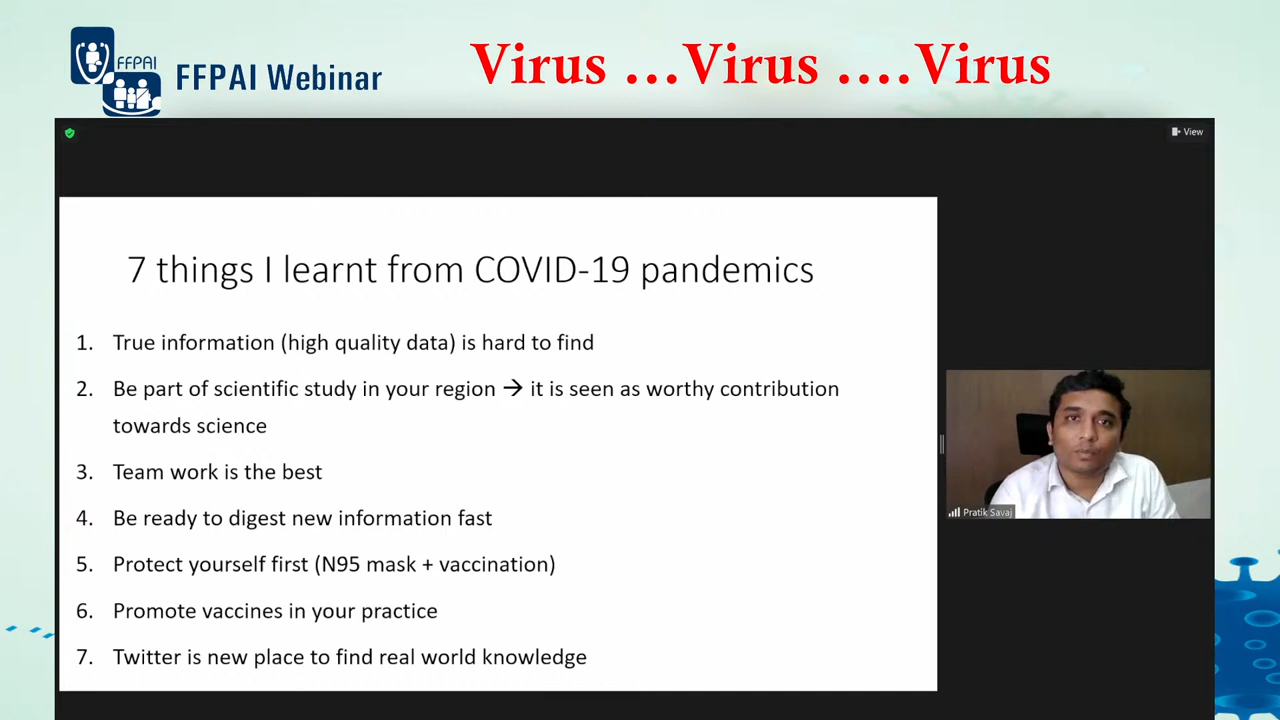 FFPAI
FFPAI Webinar
Virus ...Virus ....Virus
View
7 things I learnt from COVID-19 pandemics
1. True information (high quality data) is hard to find
2. Be part of scientific study in your region → it is seen as worthy contribution
towards science
3. Team work is the best
4. Be ready to digest new information fast
5. Protect yourself first (N95 mask + vaccination)
6. Promote vaccines in your practice
7. Twitter is new place to find real world knowledge
Pratik Savaj